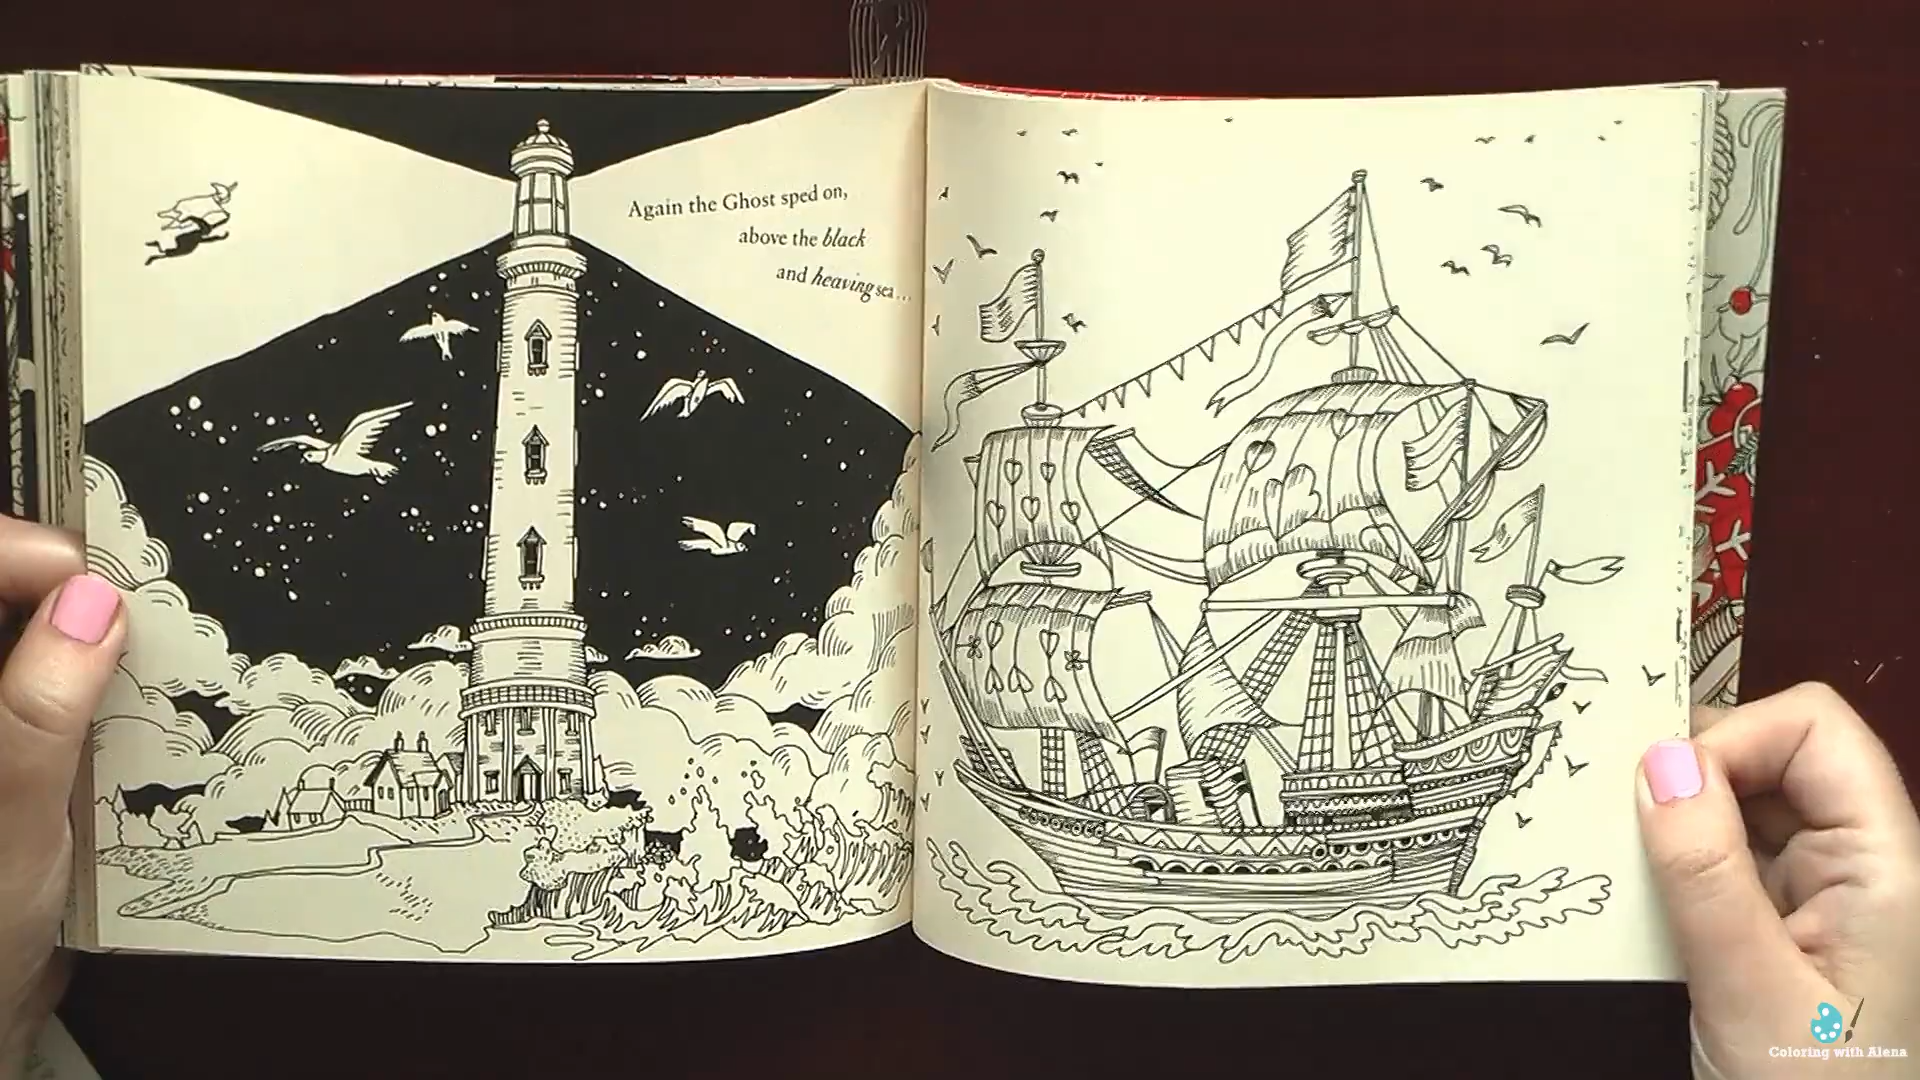 Again the Ghost sped on,
above the black
and heaving sea...
Coloring with Alena